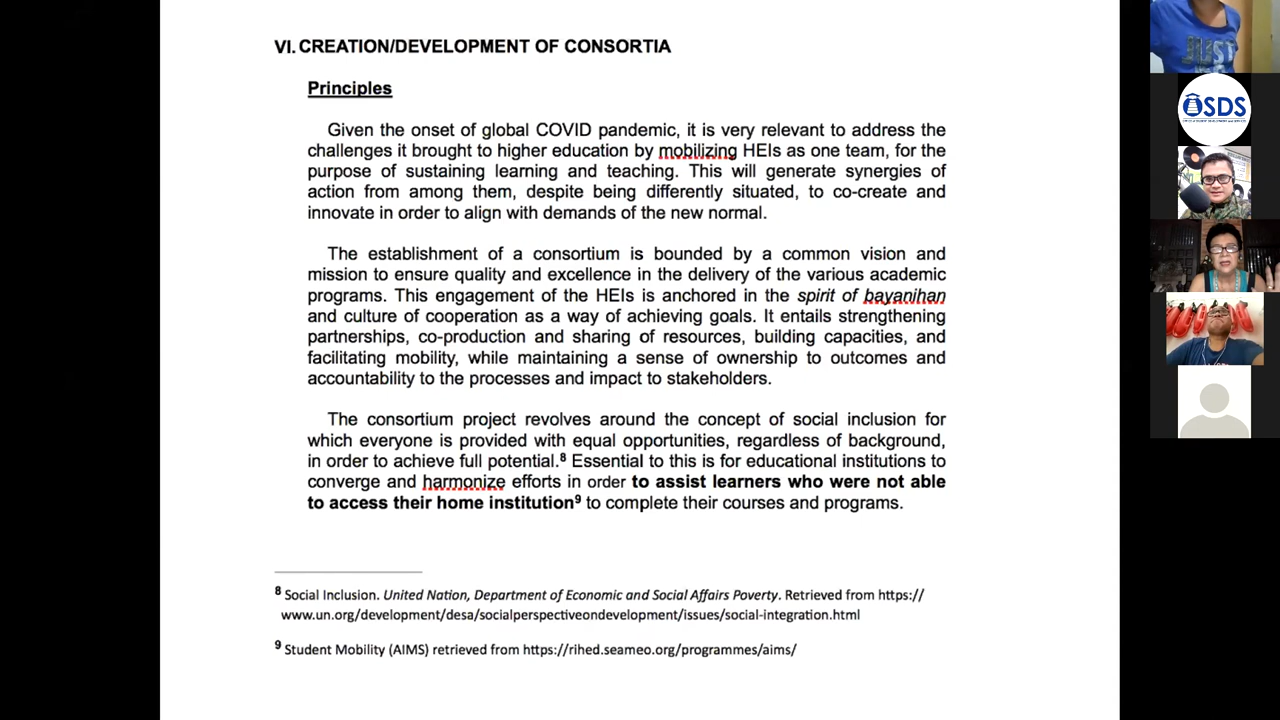 VI. CREATION/DEVELOPMENT OF CONSORTIA
Principles
Given the onset of global COVID pandemic, it is very relevant to address the
challenges it brought to higher education by mobilizing HEIs as one team, for the
purpose of sustaining learning and teaching. This will generate synergies of
action from among them, despite being differently situated, to co-create and
innovate in order to align with demands of the new normal.
The establishment of a consortium is bounded by a common vision and
mission to ensure quality and excellence in the delivery of the various academic
programs. This engagement of the HEIs is anchored in the spirit of bayanihan
and culture of cooperation as a way of achieving goals. It entails strengthening
partnerships, co-production and sharing of resources, building capacities, and
facilitating mobility, while maintaining a sense of ownership to outcomes and
accountability to the processes and impact to stakeholders.
The consortium project revolves around the concept of social inclusion for
which everyone is provided with equal opportunities, regardless of background,
in order to achieve full potential.8 Essential to this is for educational institutions to
converge and harmonize efforts in order to assist learners who were not able
to access their home institution9 to complete their courses and programs.
8 Social Inclusion. United Nation, Department of Economic and Social Affairs Poverty. Retrieved from https://
www.un.org/development/desa/socialperspectiveondevelopment/issues/social-integration.html
9 Student Mobility (AIMS) retrieved from https://rihed.seameo.org/programmes/aims/
JUST
OSDS